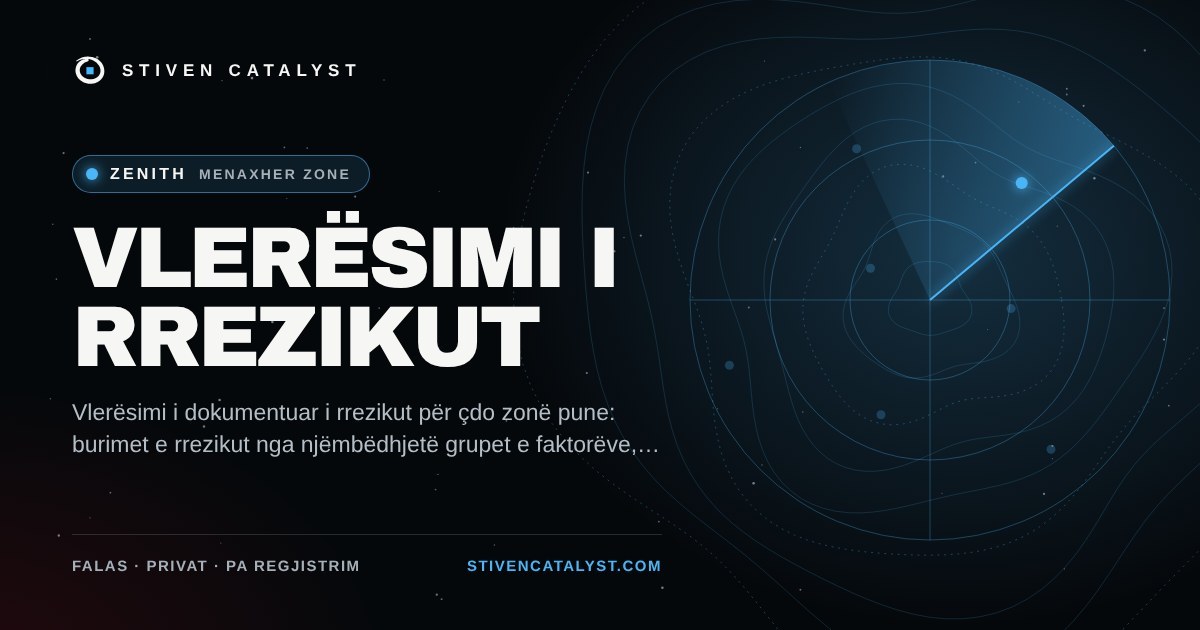 STIVEN CATALYST
ZENITH MENAXHER ZONE
VLERËSIMI I
RREZIKUT
Vlerësimi i dokumentuar i rrezikut për çdo zonë pune:
burimet e rrezikut nga njëmbëdhjetë grupet e faktorëve,…
FALAS · PRIVAT · PA REGJISTRIM
STIVENCATALYST.COM